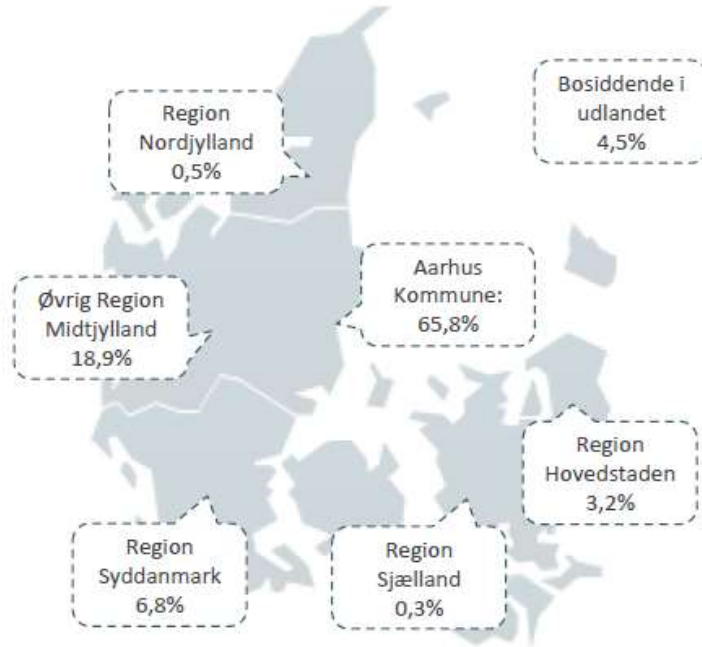 Bosiddende i
udlandet
4,5%
Region
Nordjylland
0,5%
Aarhus
Kommune:
65,8%
Øvrig Region
Midtjylland
18,9%
Region
Hovedstaden
3,2%
Region
Syddanmark
6,8%
Region
Sjælland
0,3%